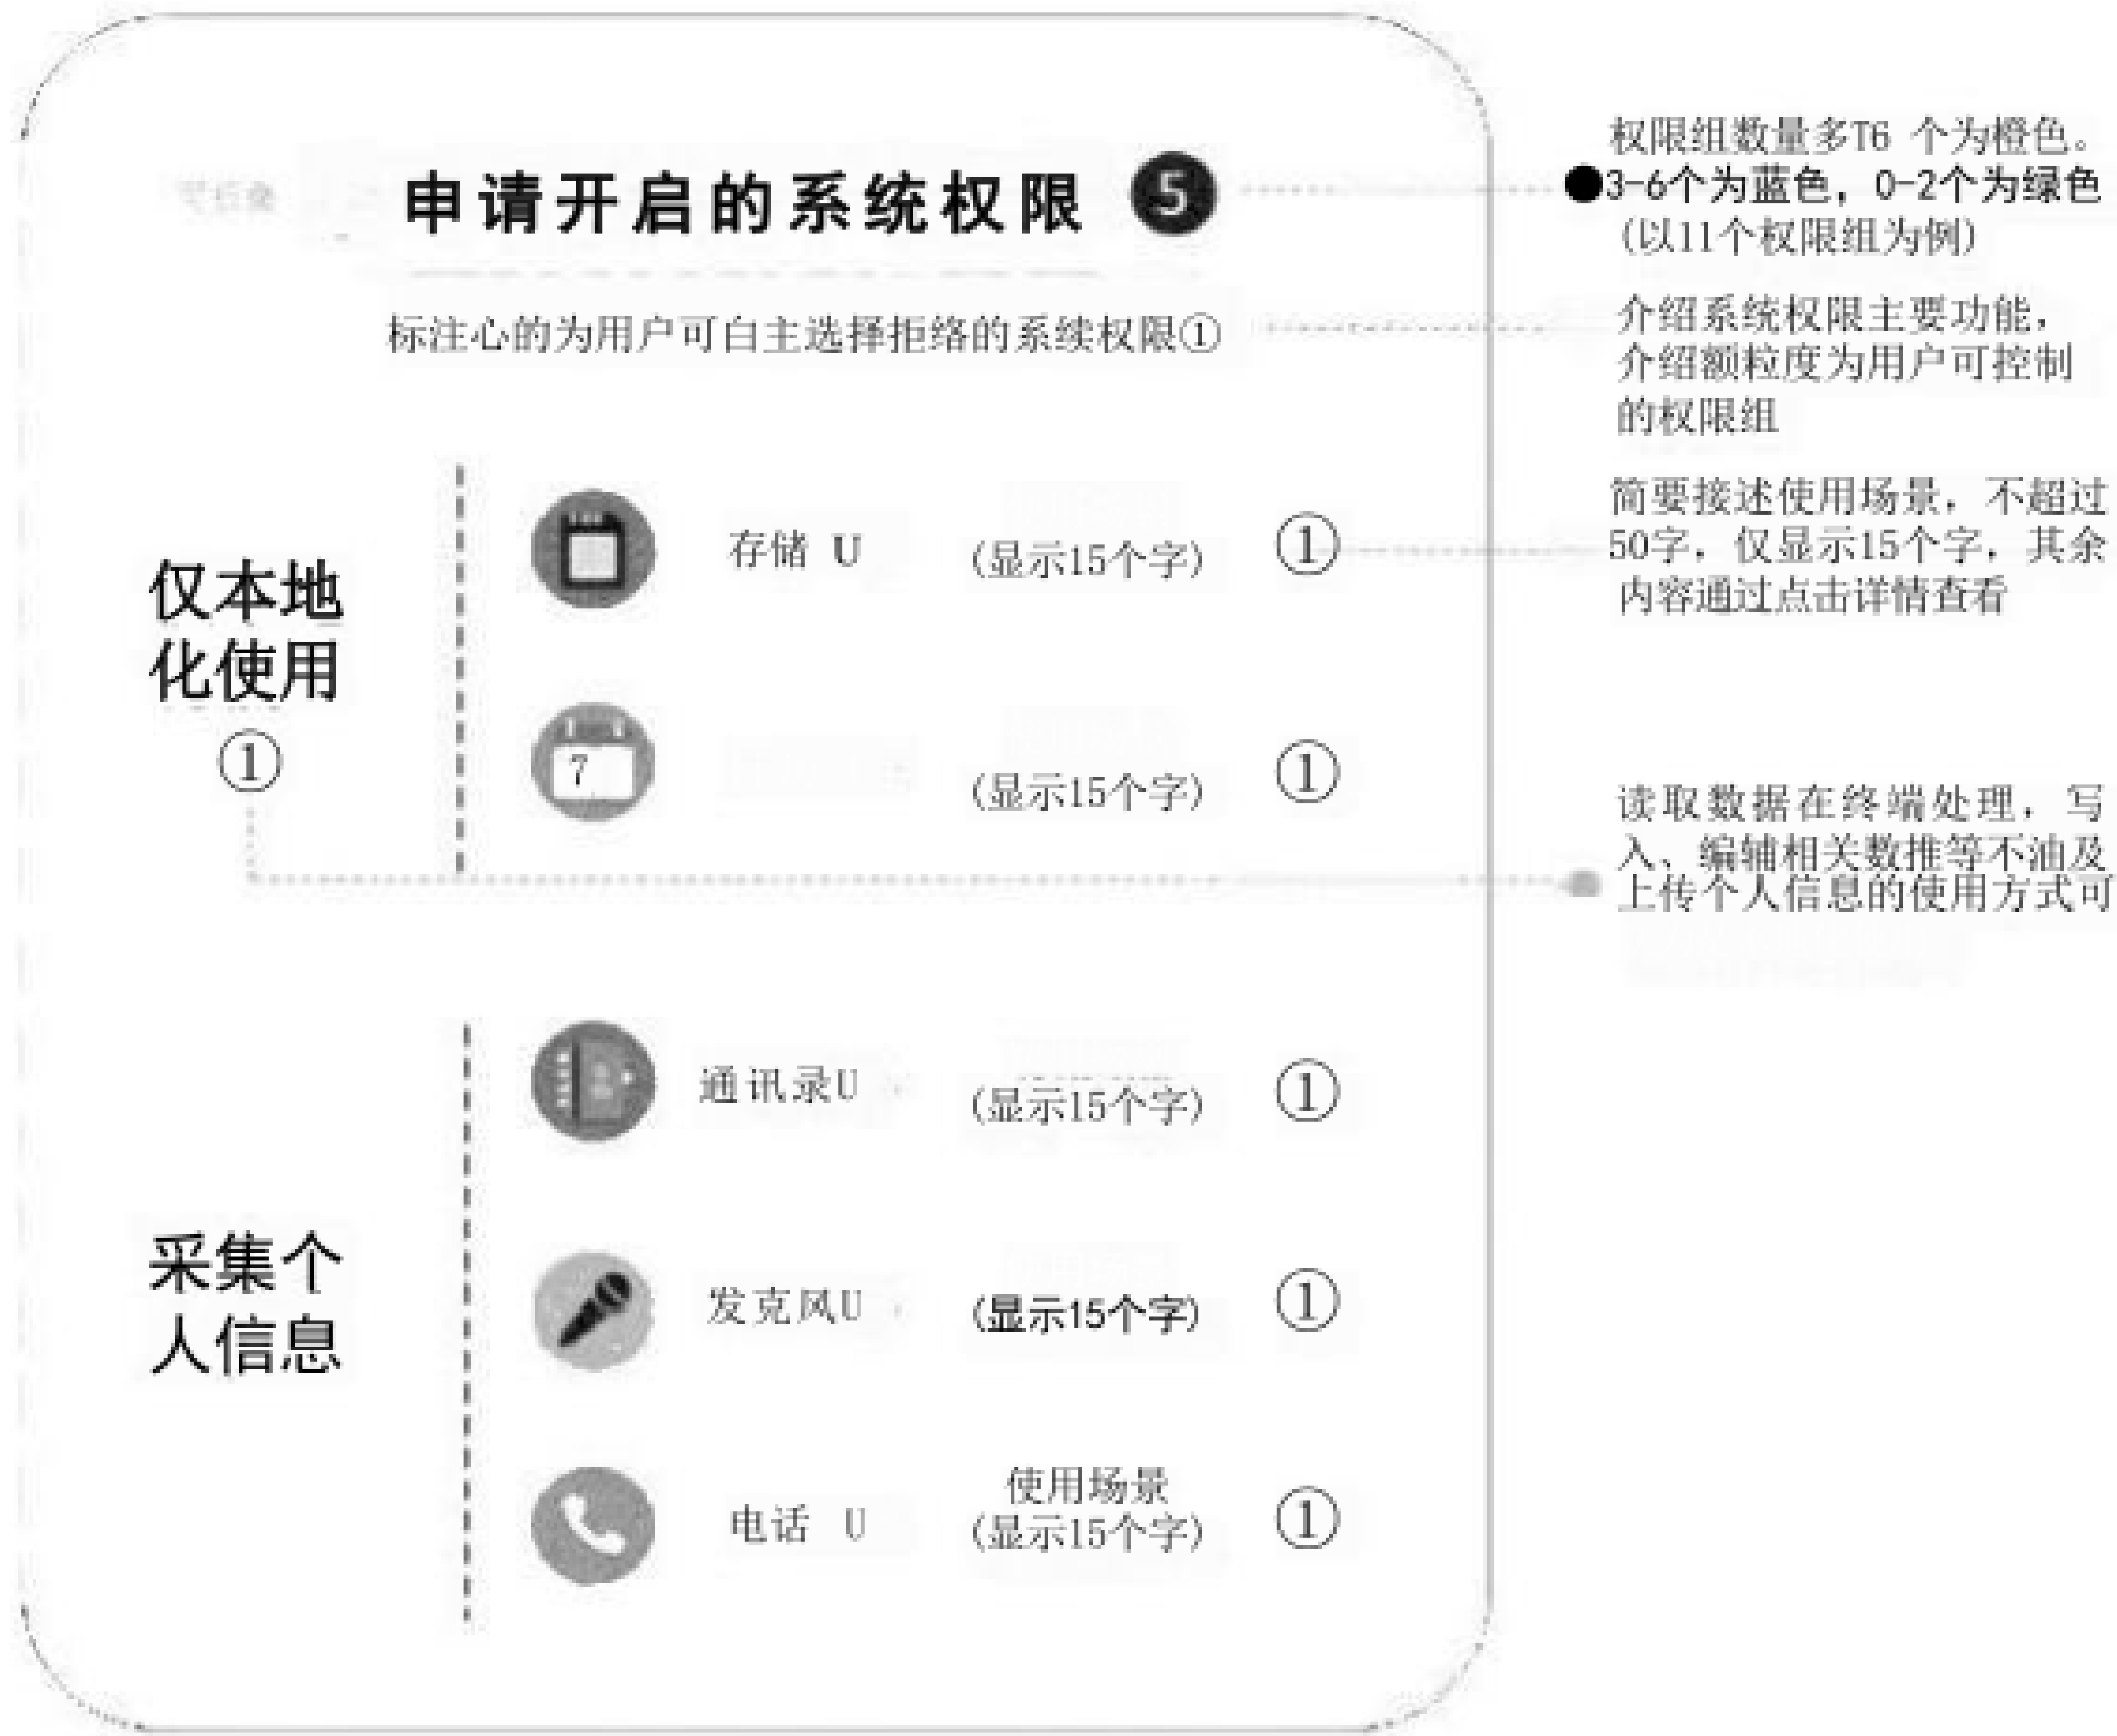 申请开启的系统权限 5
标注心的为用户可白主选择拒络的系续权限①
权限组数量多T6 个为橙色。
3-6个为蓝色，0-2个为绿色
(以11个权限组为例)
介绍系统权限主要功能，
介绍额粒度为用户可控制
的权限组
仅本地
化使用
①
存储 U
(显示15个字)
①
简要接述使用场景，不超过
50字，仅显示15个字，其余
内容通过点击详情查看
7
(显示15个字)
①
读取数据在终端处理，写
入、编辅相关数推等不油及
上传个人信息的使用方式可
采集个
人信息
通讯录U
(显示15个字)
①
发克风U
(显示15个字)
①
电话 U
使用场景
(显示15个字)
①